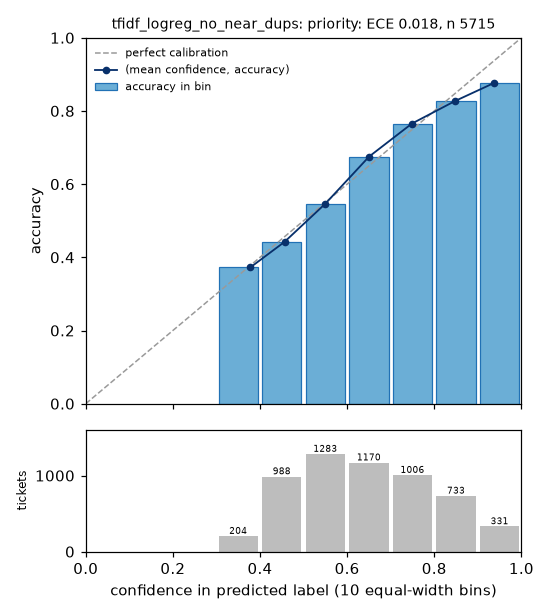 tfidf_logreg_no_near_dups: priority: ECE 0.018, n 5715
perfect calibration
(mean confidence, accuracy)
accuracy in bin
1.0
0.8
0.6
0.4
0.2
0.0
accuracy
1000
0
tickets
204
988
1283
1170
1006
733
331
0.0 0.2 0.4 0.6 0.8 1.0
confidence in predicted label (10 equal-width bins)